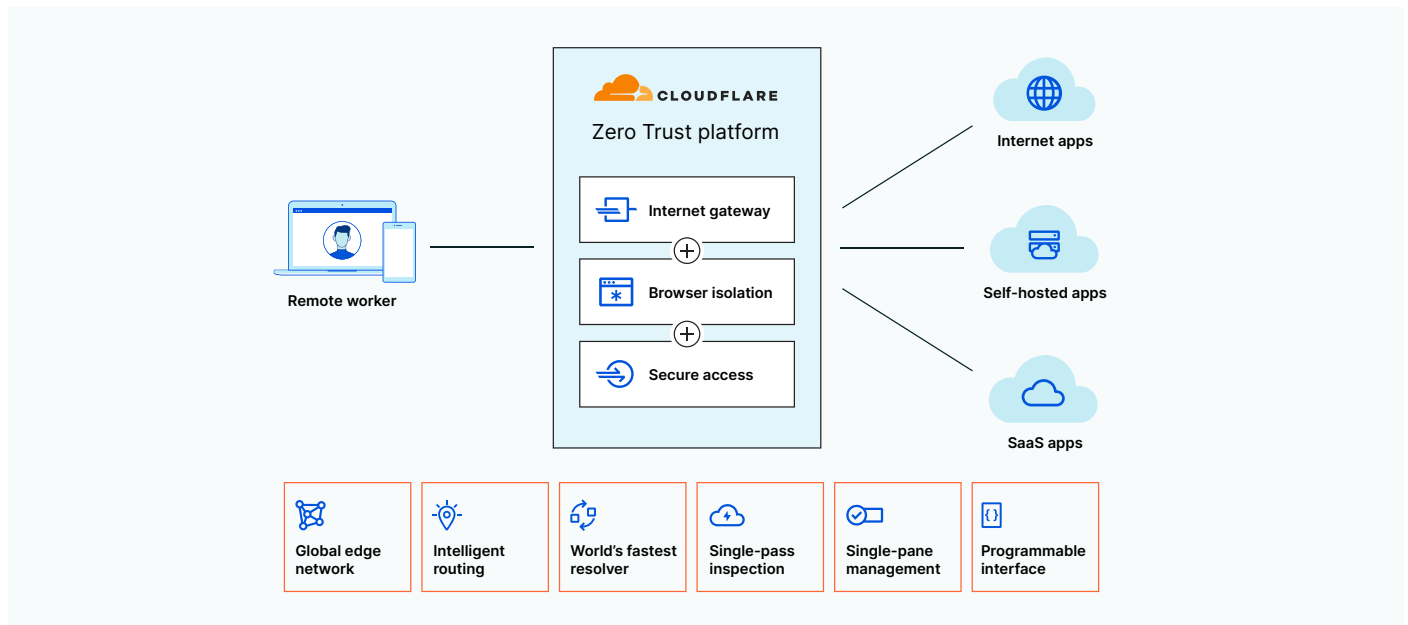 CLOUDFLARE
Zero Trust platform
Internet gateway
Browser isolation
Secure access
Remote worker
Internet apps
Self-hosted apps
SaaS apps
Global edge
network
Intelligent
routing
World’s fastest
resolver
Single-pass
inspection
Single-pane
management
Programmable
interface